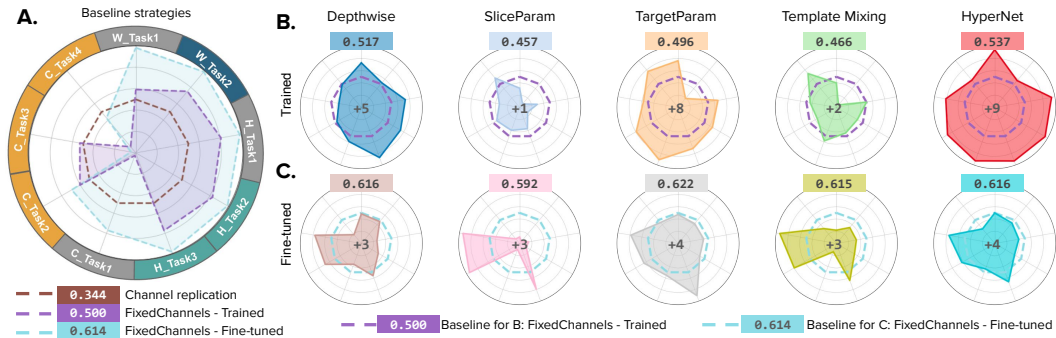 A.
Baseline strategies
W_Task1
W_Task2
H_Task1
H_Task2
H_Task3
C_Task1
C_Task2
C_Task3
C_Task4
0.344 Channel replication
0.500 FixedChannels - Trained
0.614 FixedChannels - Fine-tuned
B.
Depthwise SliceParam TargetParam Template Mixing HyperNet
0.517 0.457 0.496 0.466 0.537
Trained
+5 +1 +8 +2 +9
C.
0.616 0.592 0.622 0.615 0.616
Fine-tuned
+3 +3 +4 +3 +4
0.500 Baseline for B: FixedChannels - Trained
0.614 Baseline for C: FixedChannels - Fine-tuned